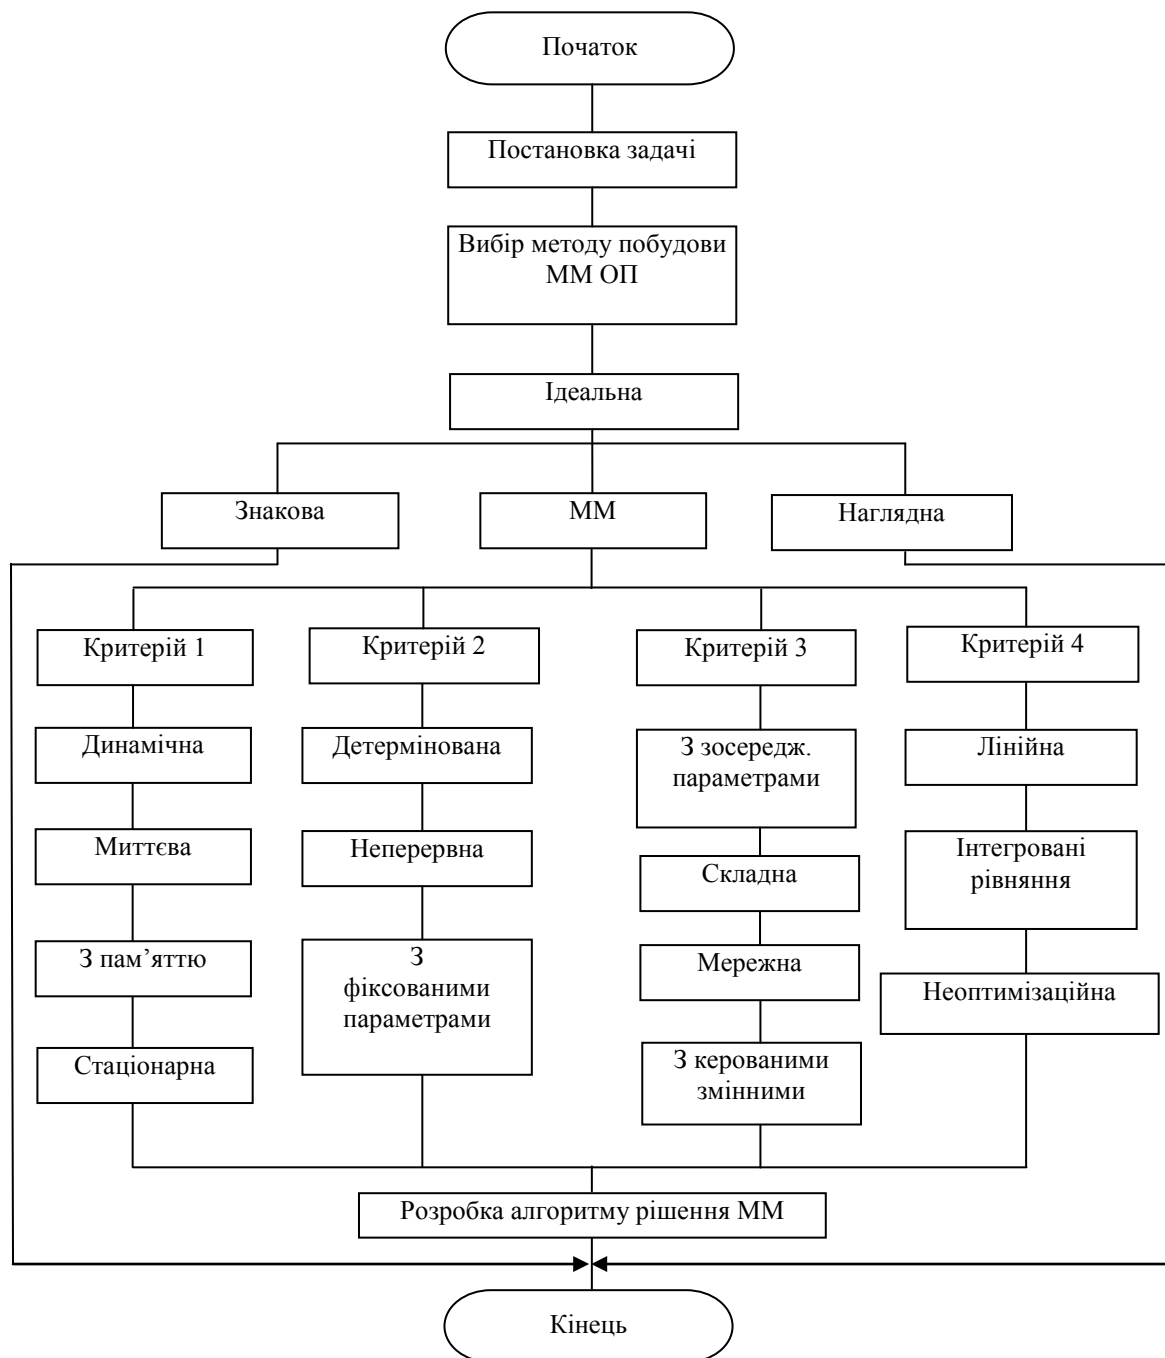 Початок
Постановка задачі
Вибір методу побудови
ММ ОП
Ідеальна
Знакова
ММ
Наглядна
Критерій 1
Критерій 2
Критерій 3
Критерій 4
Динамічна
Детермінована
З зосередж.
параметрами
Лінійна
Миттєва
Неперервна
Складна
Інтегровані
рівняння
З пам’яттю
З
фіксованими
параметрами
Мережна
Неоптимізаційна
Стаціонарна
З керованими
змінними
Розробка алгоритму рішення ММ
Кінець